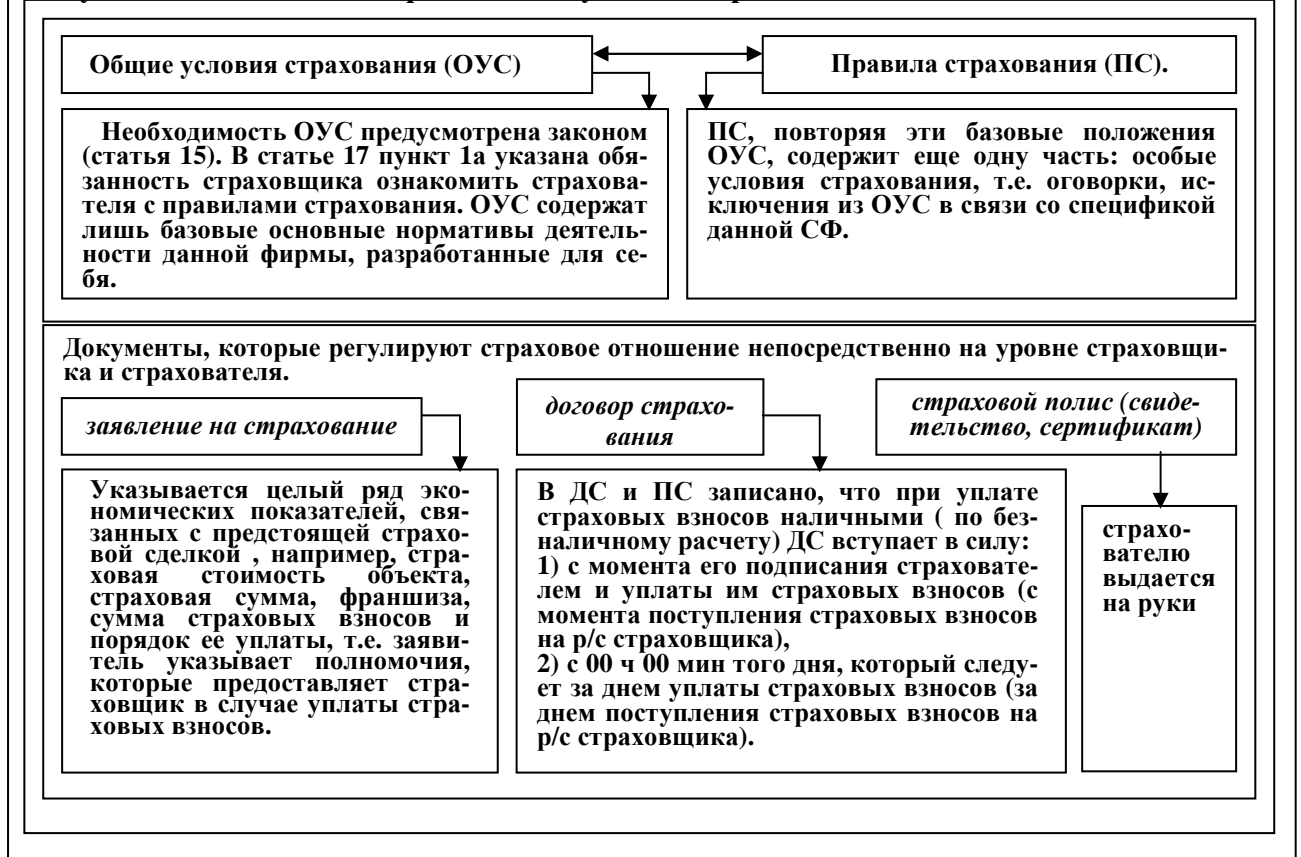 Общие условия страхования (ОУС)
Правила страхования (ПС).
Необходимость ОУС предусмотрена законом
(статья 15). В статье 17 пункт 1а указана обя-
занность страховщика ознакомить страхова-
теля с правилами страхования. ОУС содержат
лишь базовые основные нормативы деятель-
ности данной фирмы, разработанные для се-
бя.
ПС, повторяя эти базовые положения
ОУС, содержит еще одну часть: особые
условия страхования, т.е. оговорки, ис-
ключения из ОУС в связи со спецификой
данной СФ.
Документы, которые регулируют страховое отношение непосредственно на уровне страховщи-
ка и страхователя.
заявление на страхование
договор страхо-
вания
страховой полис (свиде-
тельство, сертификат)
Указывается целый ряд эко-
номических показателей, свя-
занных с предстоящей страхо-
вой сделкой , например, стра-
ховая стоимость объекта,
страховая сумма, франшиза,
сумма страховых взносов и
порядок ее уплаты, т.е. заяви-
тель указывает полномочия,
которые предоставляет стра-
ховщик в случае уплаты стра-
ховых взносов.
В ДС и ПС записано, что при уплате
страховых взносов наличными ( по без-
наличному расчету) ДС вступает в силу:
1) с момента его подписания страховате-
лем и уплаты им страховых взносов (с
момента поступления страховых взносов
на р/с страховщика),
2) с 00 ч 00 мин того дня, который следу-
ет за днем уплаты страховых взносов (за
днем поступления страховых взносов на
р/с страховщика).
страхо-
вателю
выдается
на руки